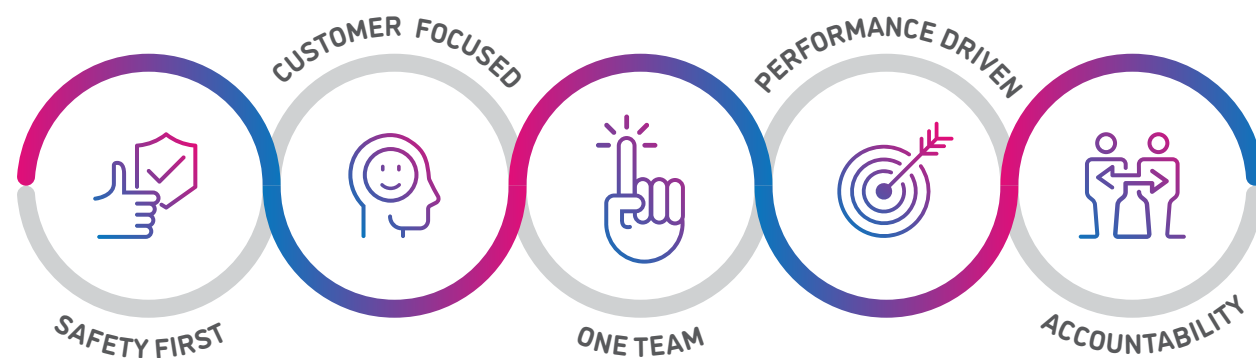 SAFETY FIRST
CUSTOMER FOCUSED
ONE TEAM
PERFORMANCE DRIVEN
ACCOUNTABILITY